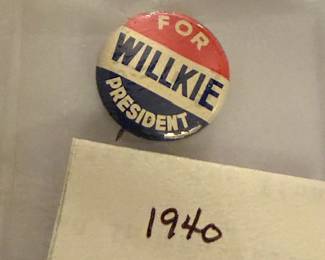 FOR
WILLKIE
PRESIDENT
1940